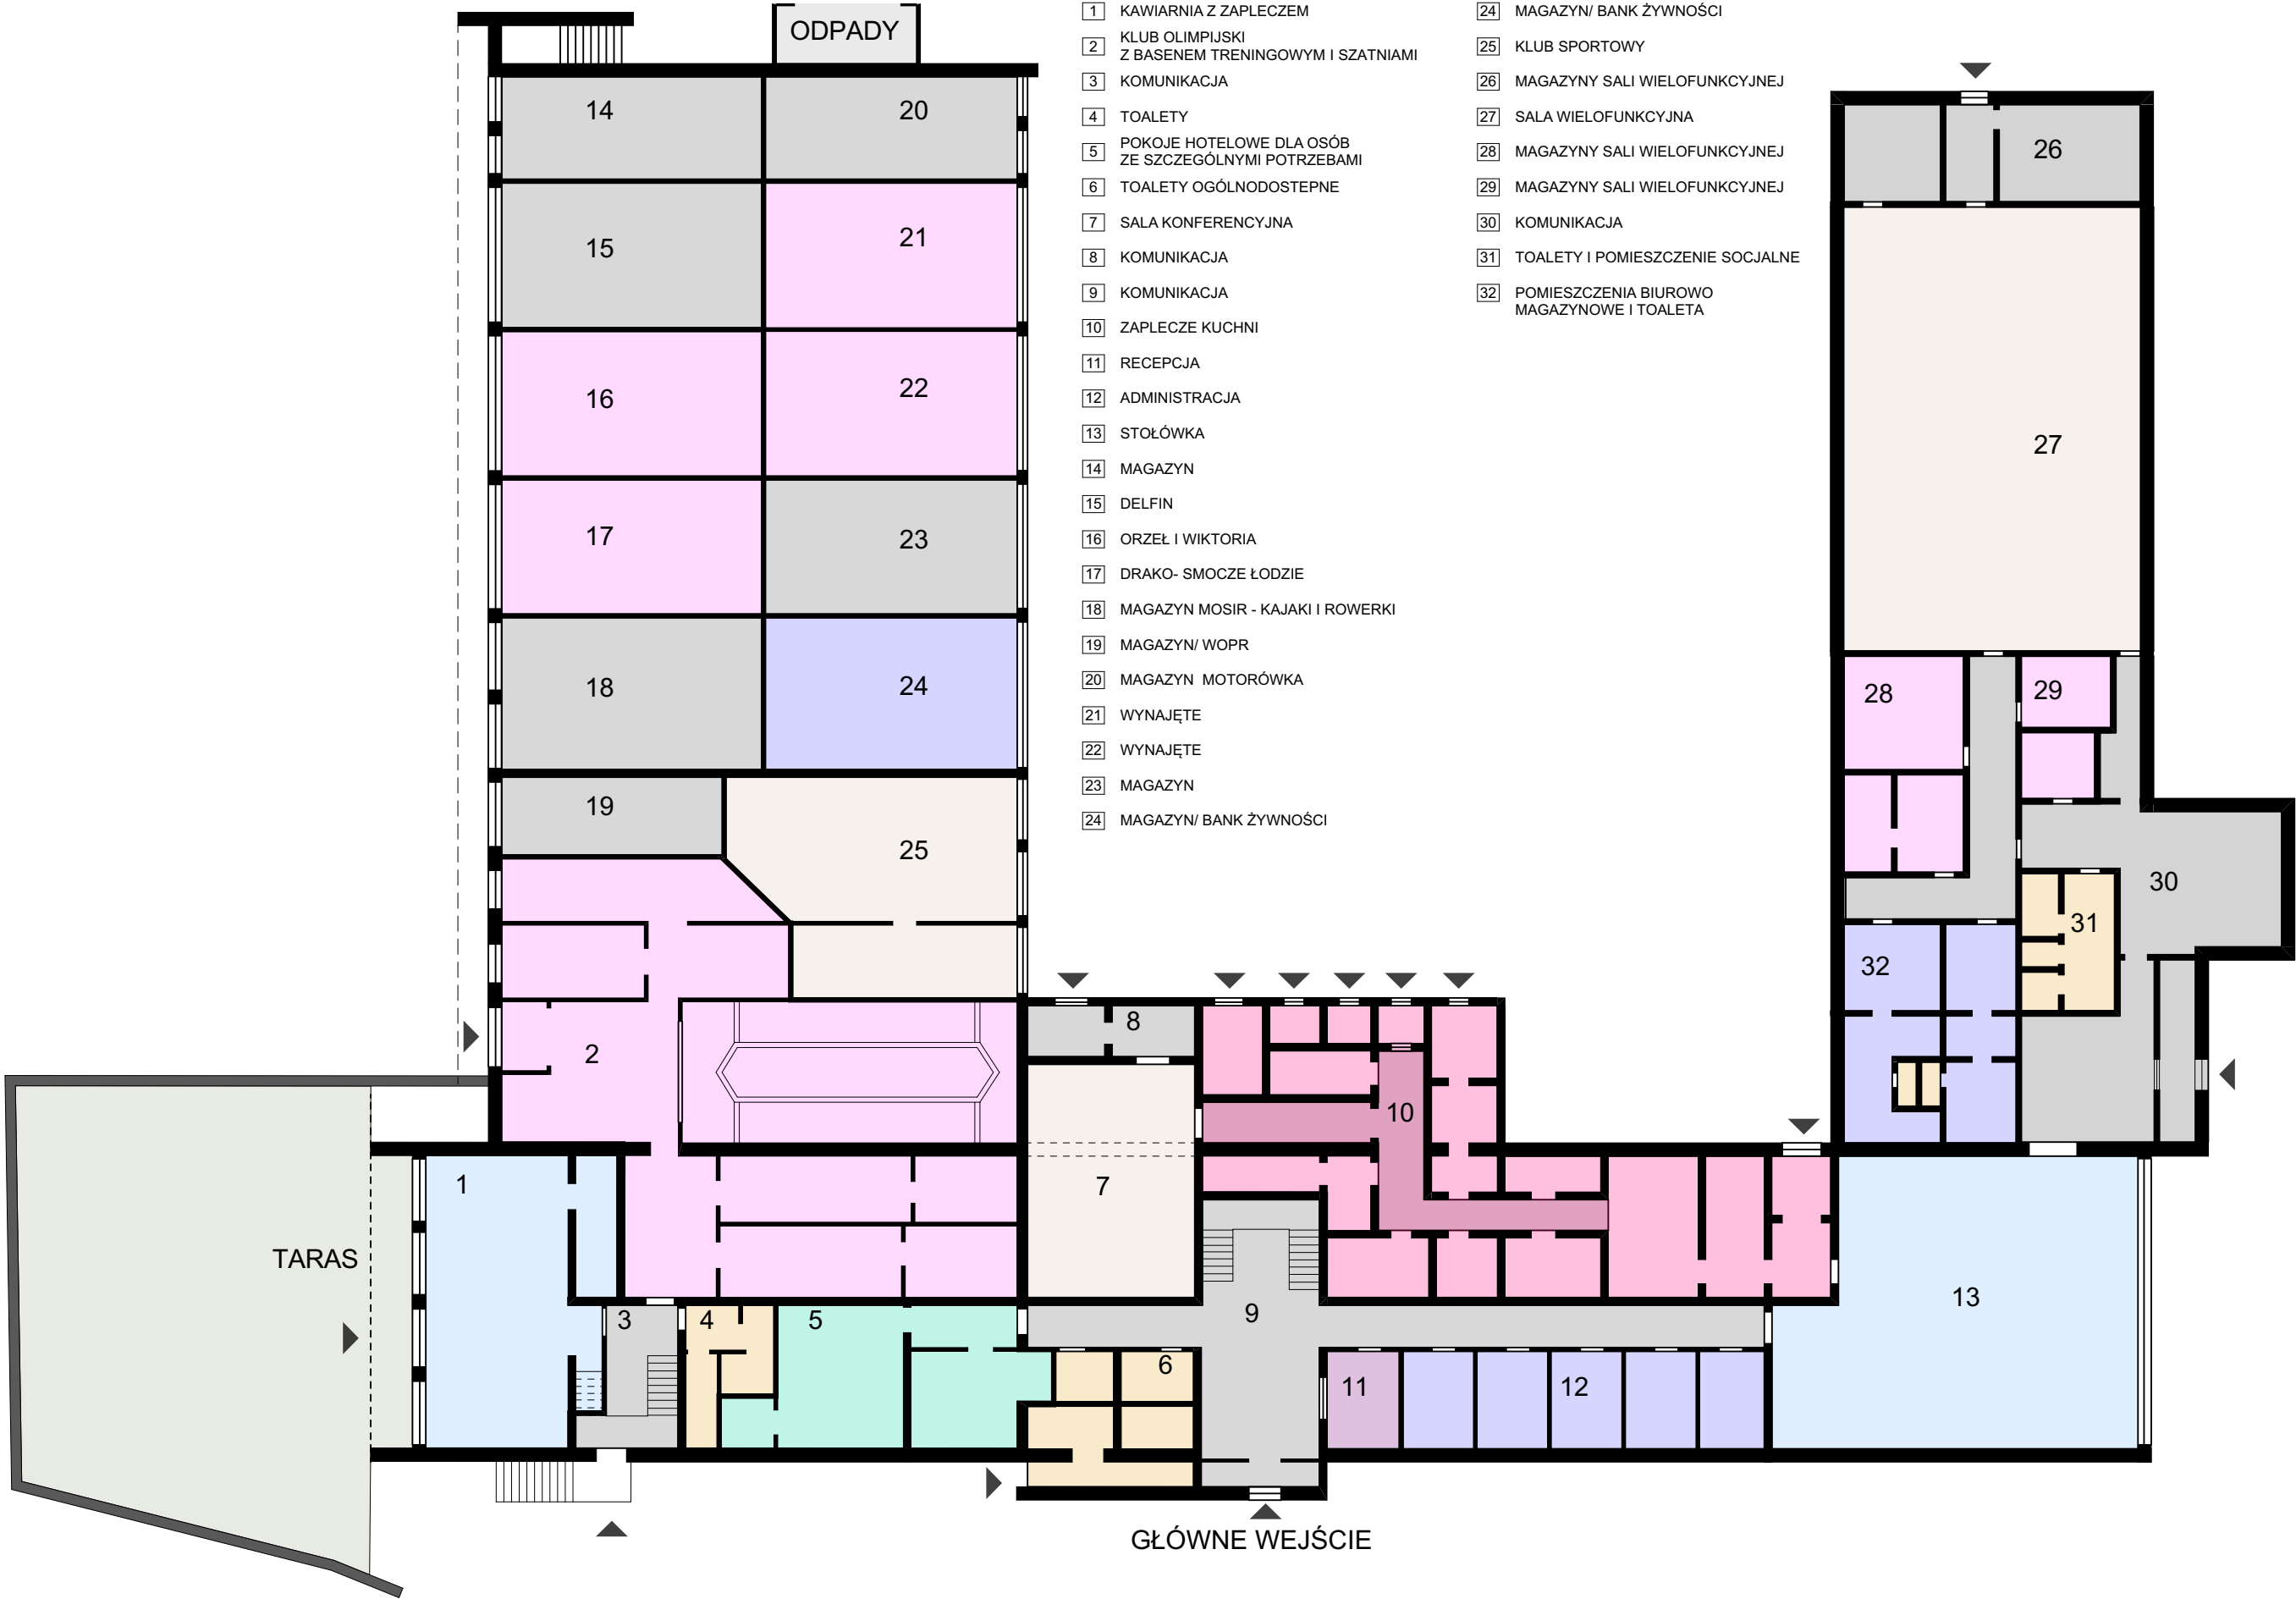 ODPADY
1 KAWIARNIA Z ZAPLECZEM
2 KLUB OLIMPIJSKI
Z BASENEM TRENINGOWYM I SZATNIAMI
3 KOMUNIKACJA
4 TOALETY
5 POKOJE HOTELOWE DLA OSÓB
ZE SZCZEGÓLNYMI POTRZEBAMI
6 TOALETY OGÓLNODOSTEPNE
7 SALA KONFERENCYJNA
8 KOMUNIKACJA
9 KOMUNIKACJA
10 ZAPLECZE KUCHNI
11 RECEPCJA
12 ADMINISTRACJA
13 STOŁÓWKA
14 MAGAZYN
15 DELFIN
16 ORZEŁ I WIKTORIA
17 DRAKO- SMOCZE ŁODZIE
18 MAGAZYN MOSIR - KAJAKI I ROWERKI
19 MAGAZYN/ WOPR
20 MAGAZYN MOTORÓWKA
21 WYNAJĘTE
22 WYNAJĘTE
23 MAGAZYN
24 MAGAZYN/ BANK ŻYWNOŚCI
24 MAGAZYN/ BANK ŻYWNOŚCI
25 KLUB SPORTOWY
26 MAGAZYNY SALI WIELOFUNKCYJNEJ
27 SALA WIELOFUNKCYJNA
28 MAGAZYNY SALI WIELOFUNKCYJNEJ
29 MAGAZYNY SALI WIELOFUNKCYJNEJ
30 KOMUNIKACJA
31 TOALETY I POMIESZCZENIE SOCJALNE
32 POMIESZCZENIA BIUROWO
MAGAZYNOWE I TOALETA
14
20
26
15
21
16
22
27
17
23
18
24
28
29
19
25
30
31
32
2
8
10
1
7
TARAS
3
4
5
9
13
6
11
12
GŁÓWNE WEJŚCIE